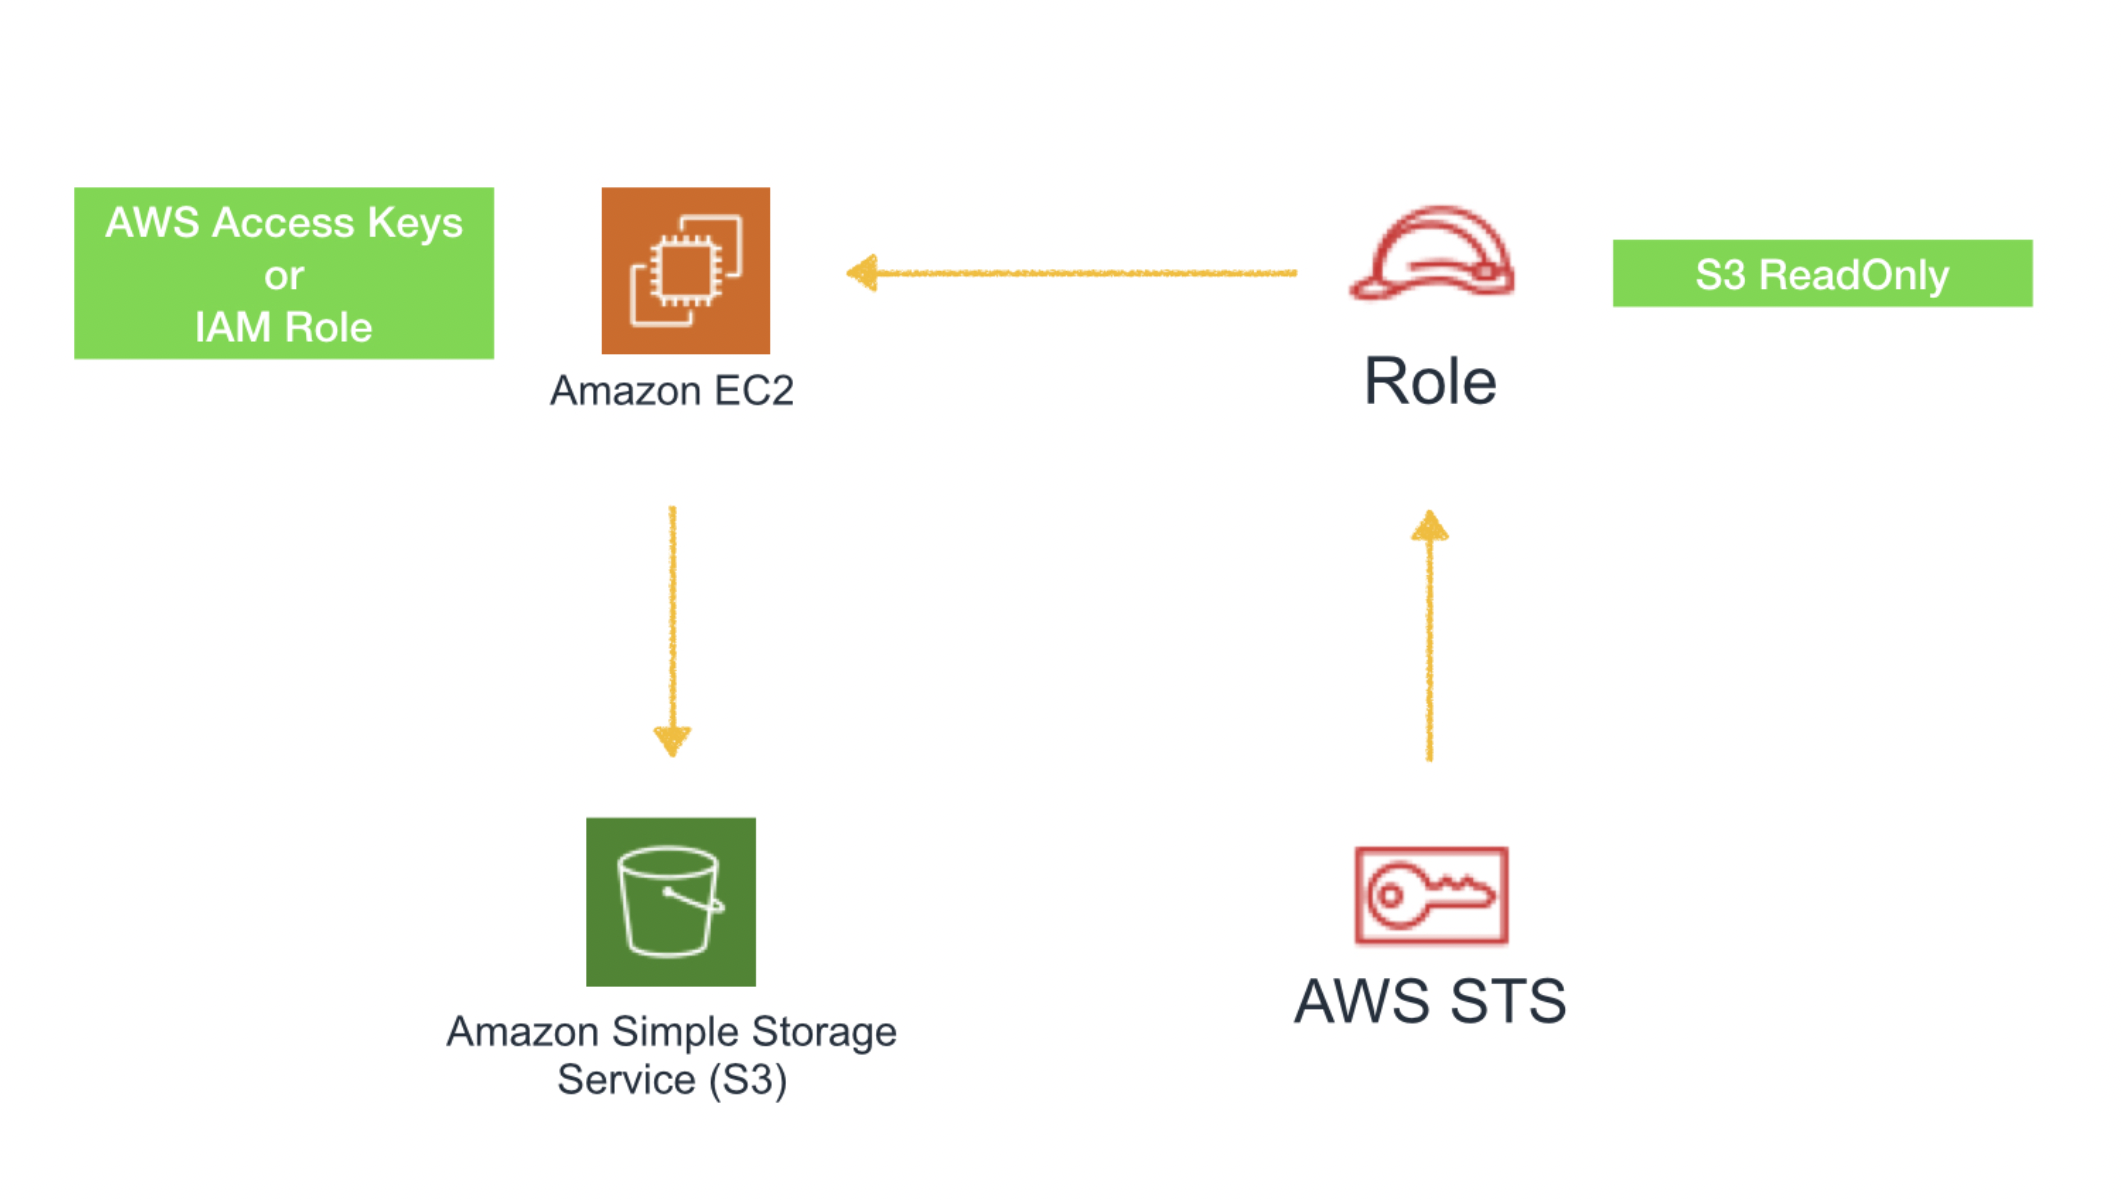 AWS Access Keys
or
IAM Role
Amazon EC2
Role
S3 ReadOnly
Amazon Simple Storage
Service (S3)
AWS STS